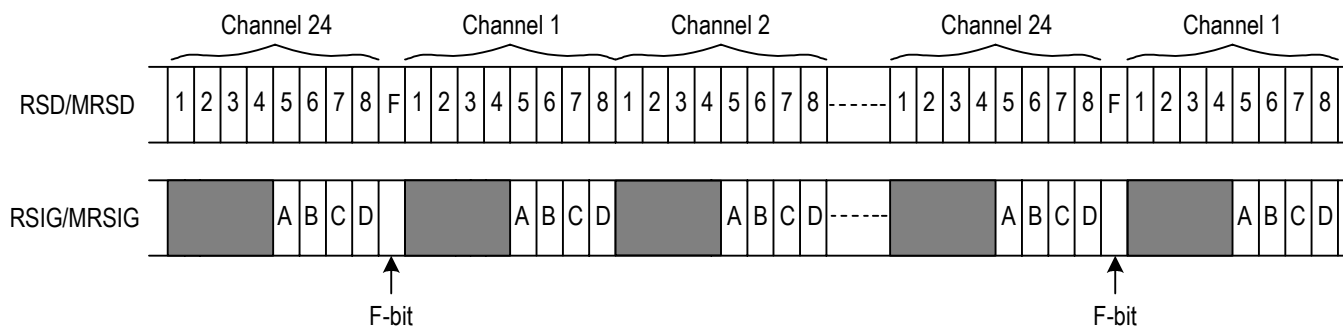 Channel 24 Channel 1 Channel 2 Channel 24 Channel 1
RSD/MRSD 1 2 3 4 5 6 7 8 F 1 2 3 4 5 6 7 8 1 2 3 4 5 6 7 8 1 2 3 4 5 6 7 8 F 1 2 3 4 5 6 7 8
RSIG/MRSIG A B C D A B C D A B C D A B C D A B C D
F-bit F-bit